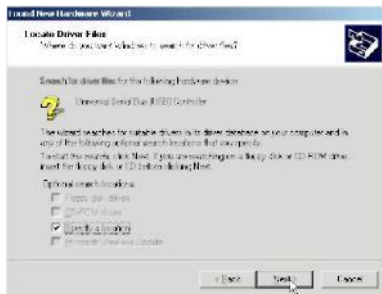 Found New Hardware Wizard
Locate Driver Files
Where do you want Windows to search for driver files?
Search for driver files for the following hardware device:
Universal Serial Bus (USB) Controller
The wizard searches for suitable drivers in its driver database on your computer and in
any of the following optional search locations that you specify.
To start the search, click Next. If you are searching on a floppy disk or CD-ROM drive,
insert the floppy disk or CD before clicking Next.
Optional search locations:
Floppy disk drives
CD-ROM drives
Specify a location
Microsoft Windows Update
< Back
Next >
Cancel